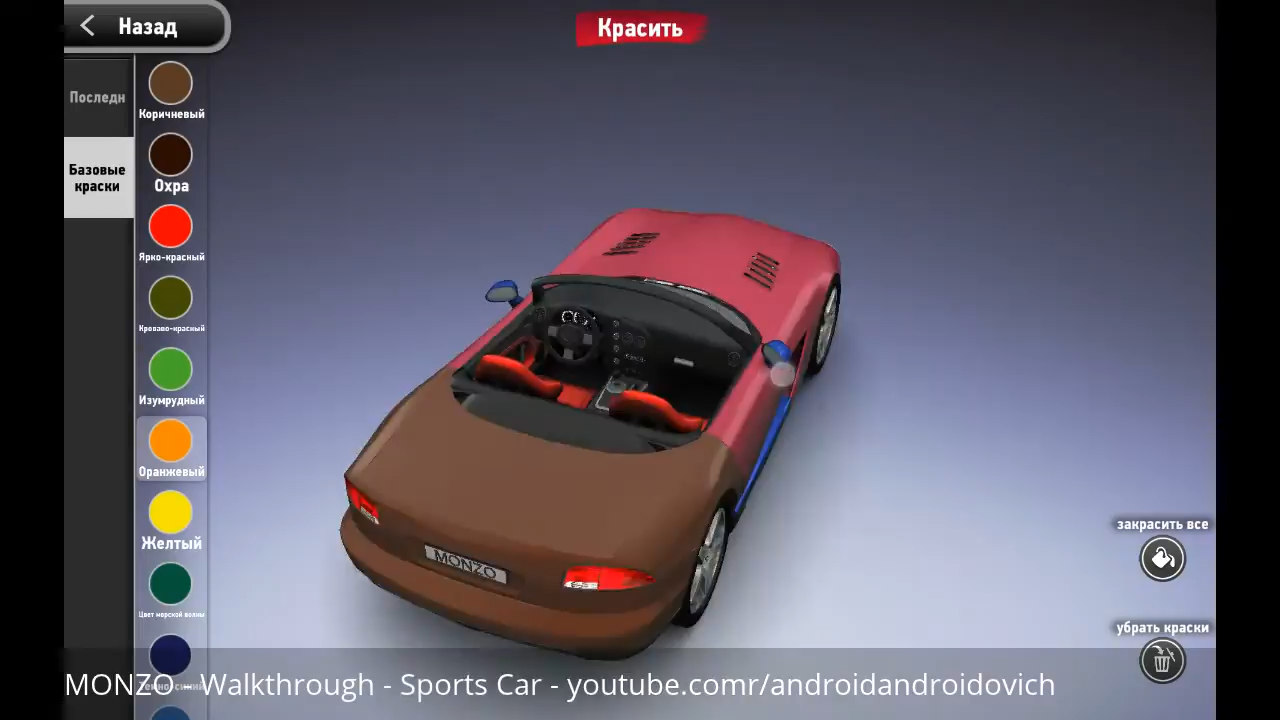 Назад
Красить
Последн
Базовые
краски
Коричневый
Охра
Ярко-красный
Кроваво-красный
Изумрудный
Оранжевый
Желтый
Цвет морской волны
MONZO
закрасить все
убрать краски
MONZO - Walkthrough - Sports Car - youtube.comr/androidandroidovich